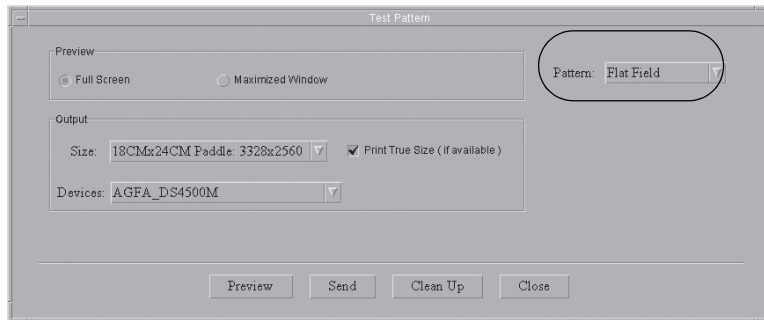 Test Pattern
Preview
Full Screen
Maximized Window
Pattern: Flat Field
Output
Size: 18CMx24CM Paddle: 3328x2560
Print True Size ( if available )
Devices: AGFA_DS4500M
Preview
Send
Clean Up
Close